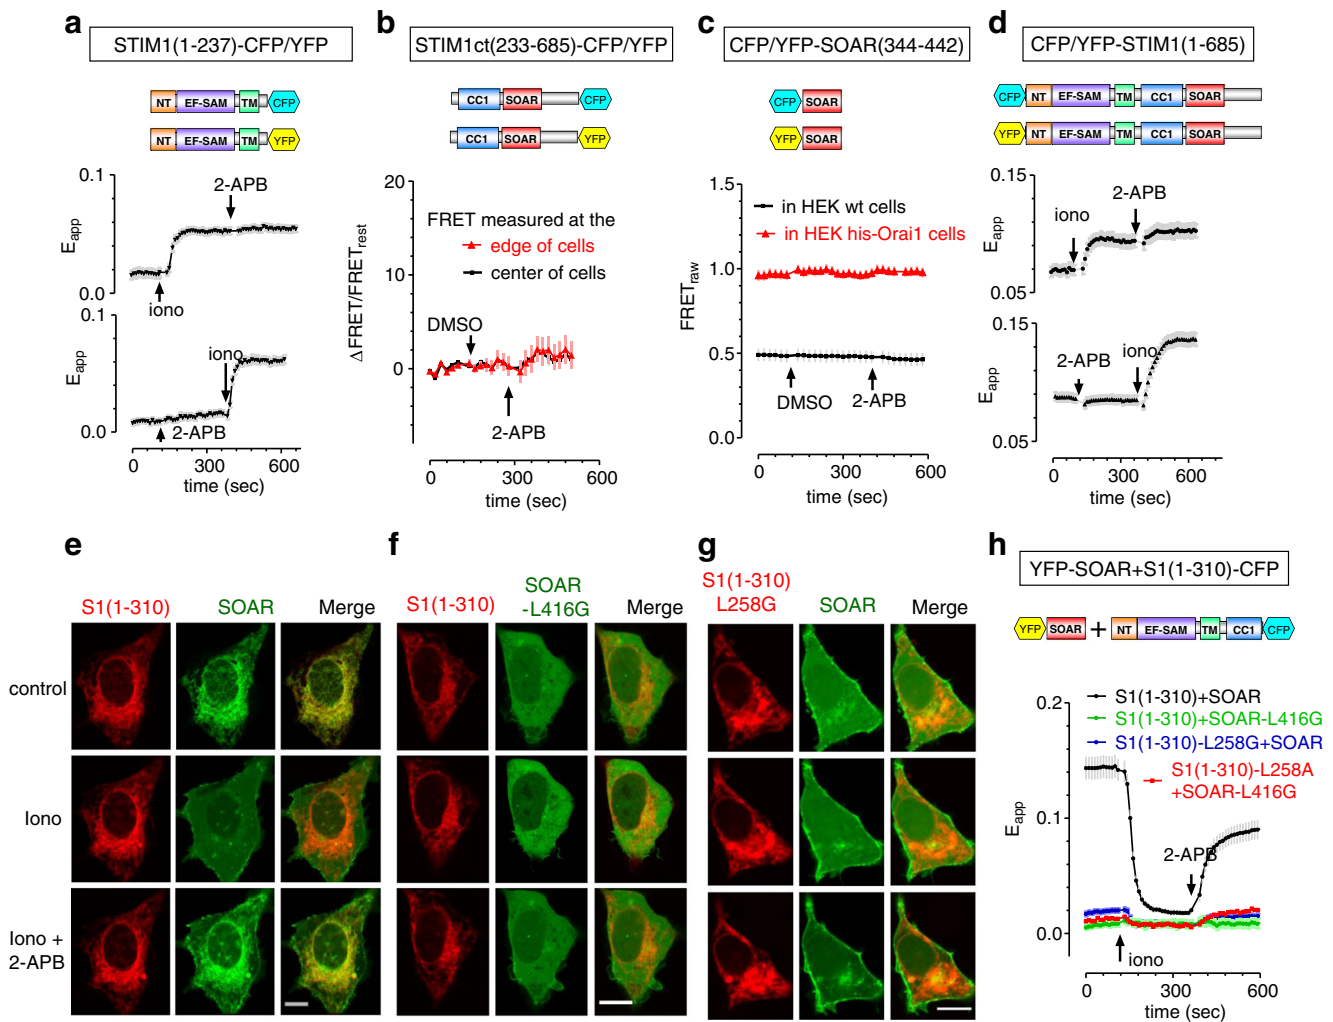 a
STIM1(1-237)-CFP/YFP
NT EF-SAM TM CFP
NT EF-SAM TM YFP
0.1
2-APB
Eapp
0.0
iono
0.1
iono
Eapp
0.0
2-APB
0 300 600
time (sec)
b
STIM1ct(233-685)-CFP/YFP
CC1 SOAR CFP
CC1 SOAR YFP
20
FRET measured at the
edge of cells
center of cells
10
ΔFRET/FRETrest
DMSO
0
2-APB
0 300 600
time (sec)
c
CFP/YFP-SOAR(344-442)
CFP SOAR
YFP SOAR
1.5
in HEK wt cells
in HEK his-Orai1 cells
1.0
FRETraw
0.5
DMSO
2-APB
0.0
0 300 600
time (sec)
d
CFP/YFP-STIM1(1-685)
CFP NT EF-SAM TM CC1 SOAR
YFP NT EF-SAM TM CC1 SOAR
0.15
2-APB
iono
Eapp
0.05
0.15
iono
2-APB
Eapp
0.05
0 300 600
time (sec)
e
S1(1-310) SOAR Merge
control
Iono
Iono +
2-APB
f
S1(1-310)
SOAR
-L416G
Merge
g
S1(1-310)
L258G
SOAR
Merge
h
YFP-SOAR+S1(1-310)-CFP
YFP SOAR + NT EF-SAM TM CC1 CFP
0.2
S1(1-310)+SOAR
S1(1-310)+SOAR-L416G
S1(1-310)-L258G+SOAR
S1(1-310)-L258A
+SOAR-L416G
Eapp
0.1
2-APB
0.0
iono
0 300 600
time (sec)